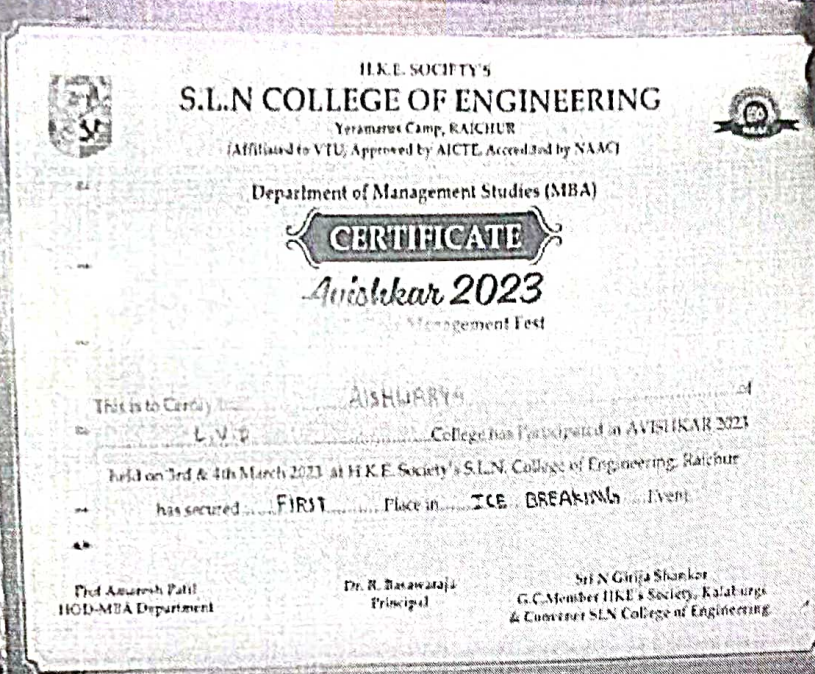 H.K.E. SOCIETY'S
S.L.N COLLEGE OF ENGINEERING
Yeramarus Camp, RAICHUR
(Affiliated to VTU, Approved by AICTE, Accredited by NAAC)
Department of Management Studies (MBA)
CERTIFICATE
Avishkar 2023
Management Fest
This is to Certify AISHWARYA of
L.V.D College has Participated in AVISHKAR 2023
held on 3rd & 4th March 2023 at H.K.E. Society's S.L.N. College of Engineering, Raichur
has secured FIRST Place in ICE BREAKING Event
Prof Amaresh Patil
HOD-MBA Department
Dr. R. Basawaraja
Principal
Sri N Girija Shankar
G.C.Member HKE's Society, Kalaburgi
& Convener SLN College of Engineering